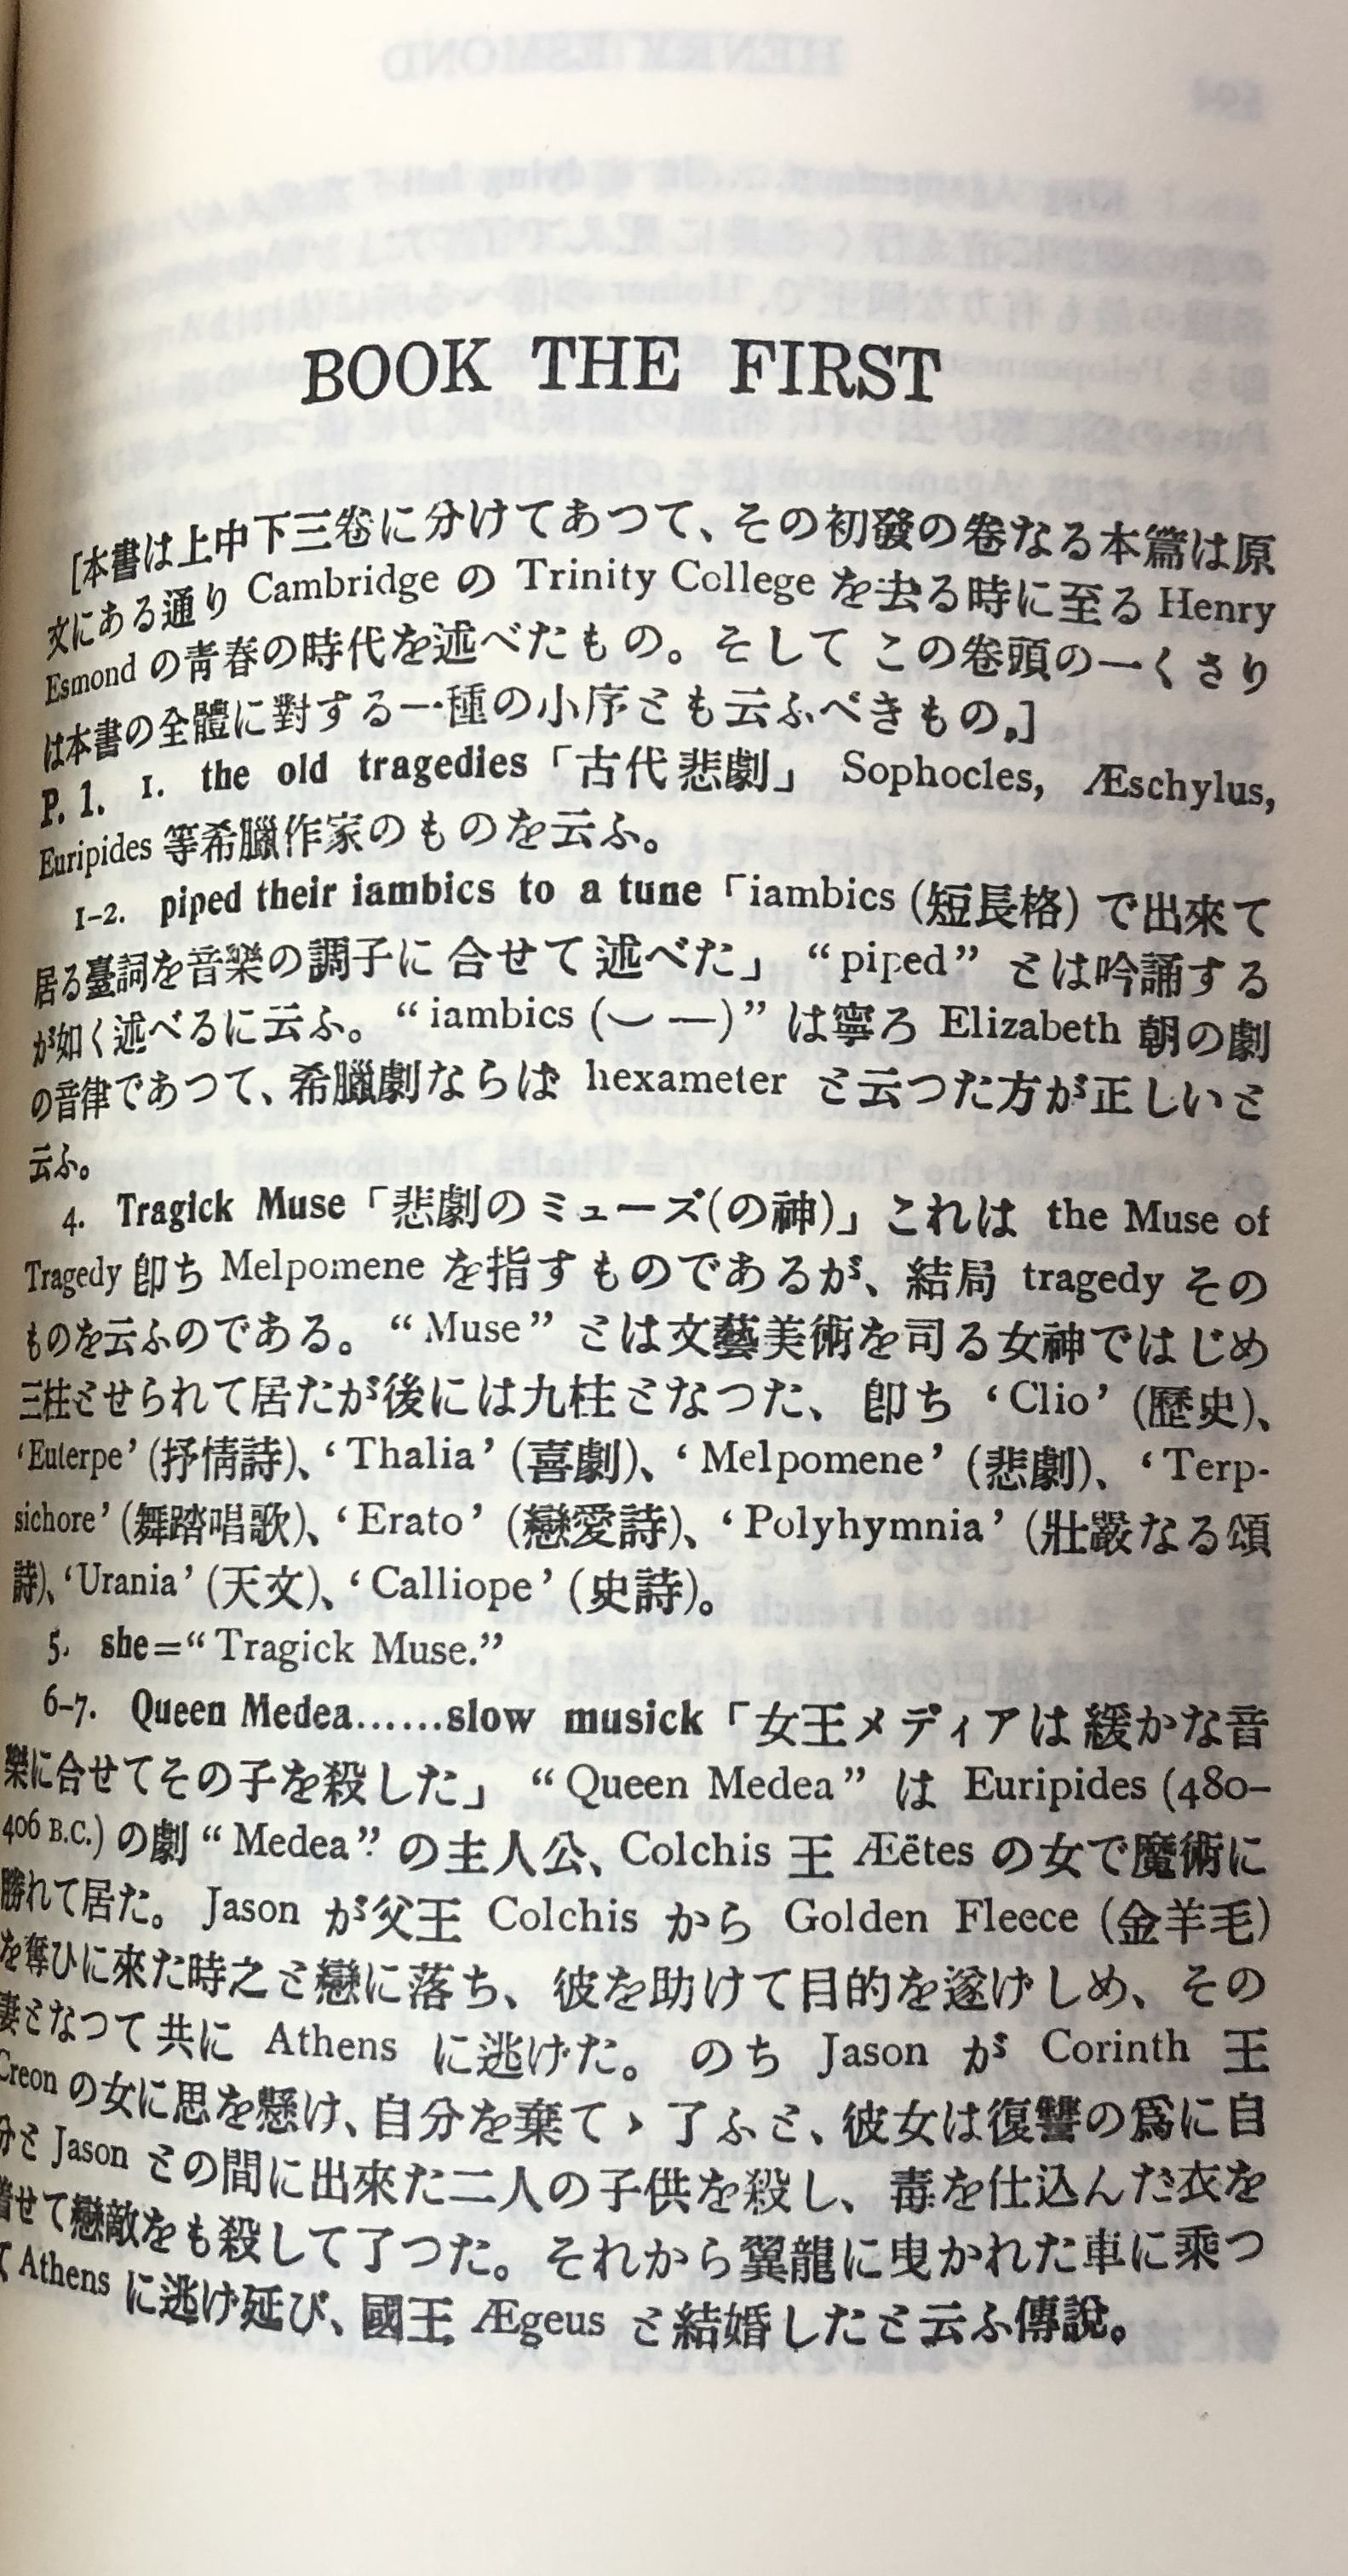 BOOK THE FIRST
[本書は上中下三卷に分けてあつて、その初發の卷なる本篇は原
文にある通り Cambridge の Trinity College を去る時に至る Henry
Esmond の靑春の時代を述べたもの。そして この卷頭の一くさり
は本書の全體に對する一種の小序とも云ふべきもの。]
P. 1. 1. the old tragedies「古代悲劇」 Sophocles, Æschylus,
Euripides 等希臘作家のものを云ふ。
1-2. piped their iambics to a tune「iambics (短長格) で出來て
居る臺詞を音樂の調子に合せて述べた」 “piped” とは吟誦する
が如く述べるに云ふ。“iambics (⏑ —)” は寧ろ Elizabeth 朝の劇
の音律であつて、希臘劇ならば hexameter と云つた方が正しいと
云ふ。
4. Tragick Muse「悲劇のミューズ(の神)」これは the Muse of
Tragedy 卽ち Melpomene を指すものであるが、結局 tragedy その
ものを云ふのである。“Muse” とは文藝美術を司る女神ではじめ
三柱とせられて居たが後には九柱となつた、卽ち ‘Clio’ (歷史)、
‘Euterpe’ (抒情詩)、‘Thalia’ (喜劇)、‘Melpomene’ (悲劇)、‘Terp-
sichore’ (舞踏唱歌)、‘Erato’ (戀愛詩)、‘Polyhymnia’ (壯嚴なる頌
詩)、‘Urania’ (天文)、‘Calliope’ (史詩)。
5. she=“Tragick Muse.”
6-7. Queen Medea......slow musick「女王メディアは緩かな音
樂に合せてその子を殺した」 “Queen Medea” は Euripides (480–
406 B.C.) の劇 “Medea” の主人公、Colchis 王 Æëtes の女で魔術に
勝れて居た。 Jason が父王 Colchis から Golden Fleece (金羊毛)
を奪ひに來た時之と戀に落ち、彼を助けて目的を遂げしめ、その
妻となつて共に Athens に逃げた。 のち Jason が Corinth 王
Creon の女に思を懸け、自分を棄てゝ了ふと、彼女は復讐の爲に自
分と Jason との間に出來た二人の子供を殺し、毒を仕込んだ衣を
着せて戀敵をも殺して了つた。それから翼龍に曳かれた車に乘つ
て Athens に逃げ延び、國王 Ægeus と結婚したと云ふ傳說。